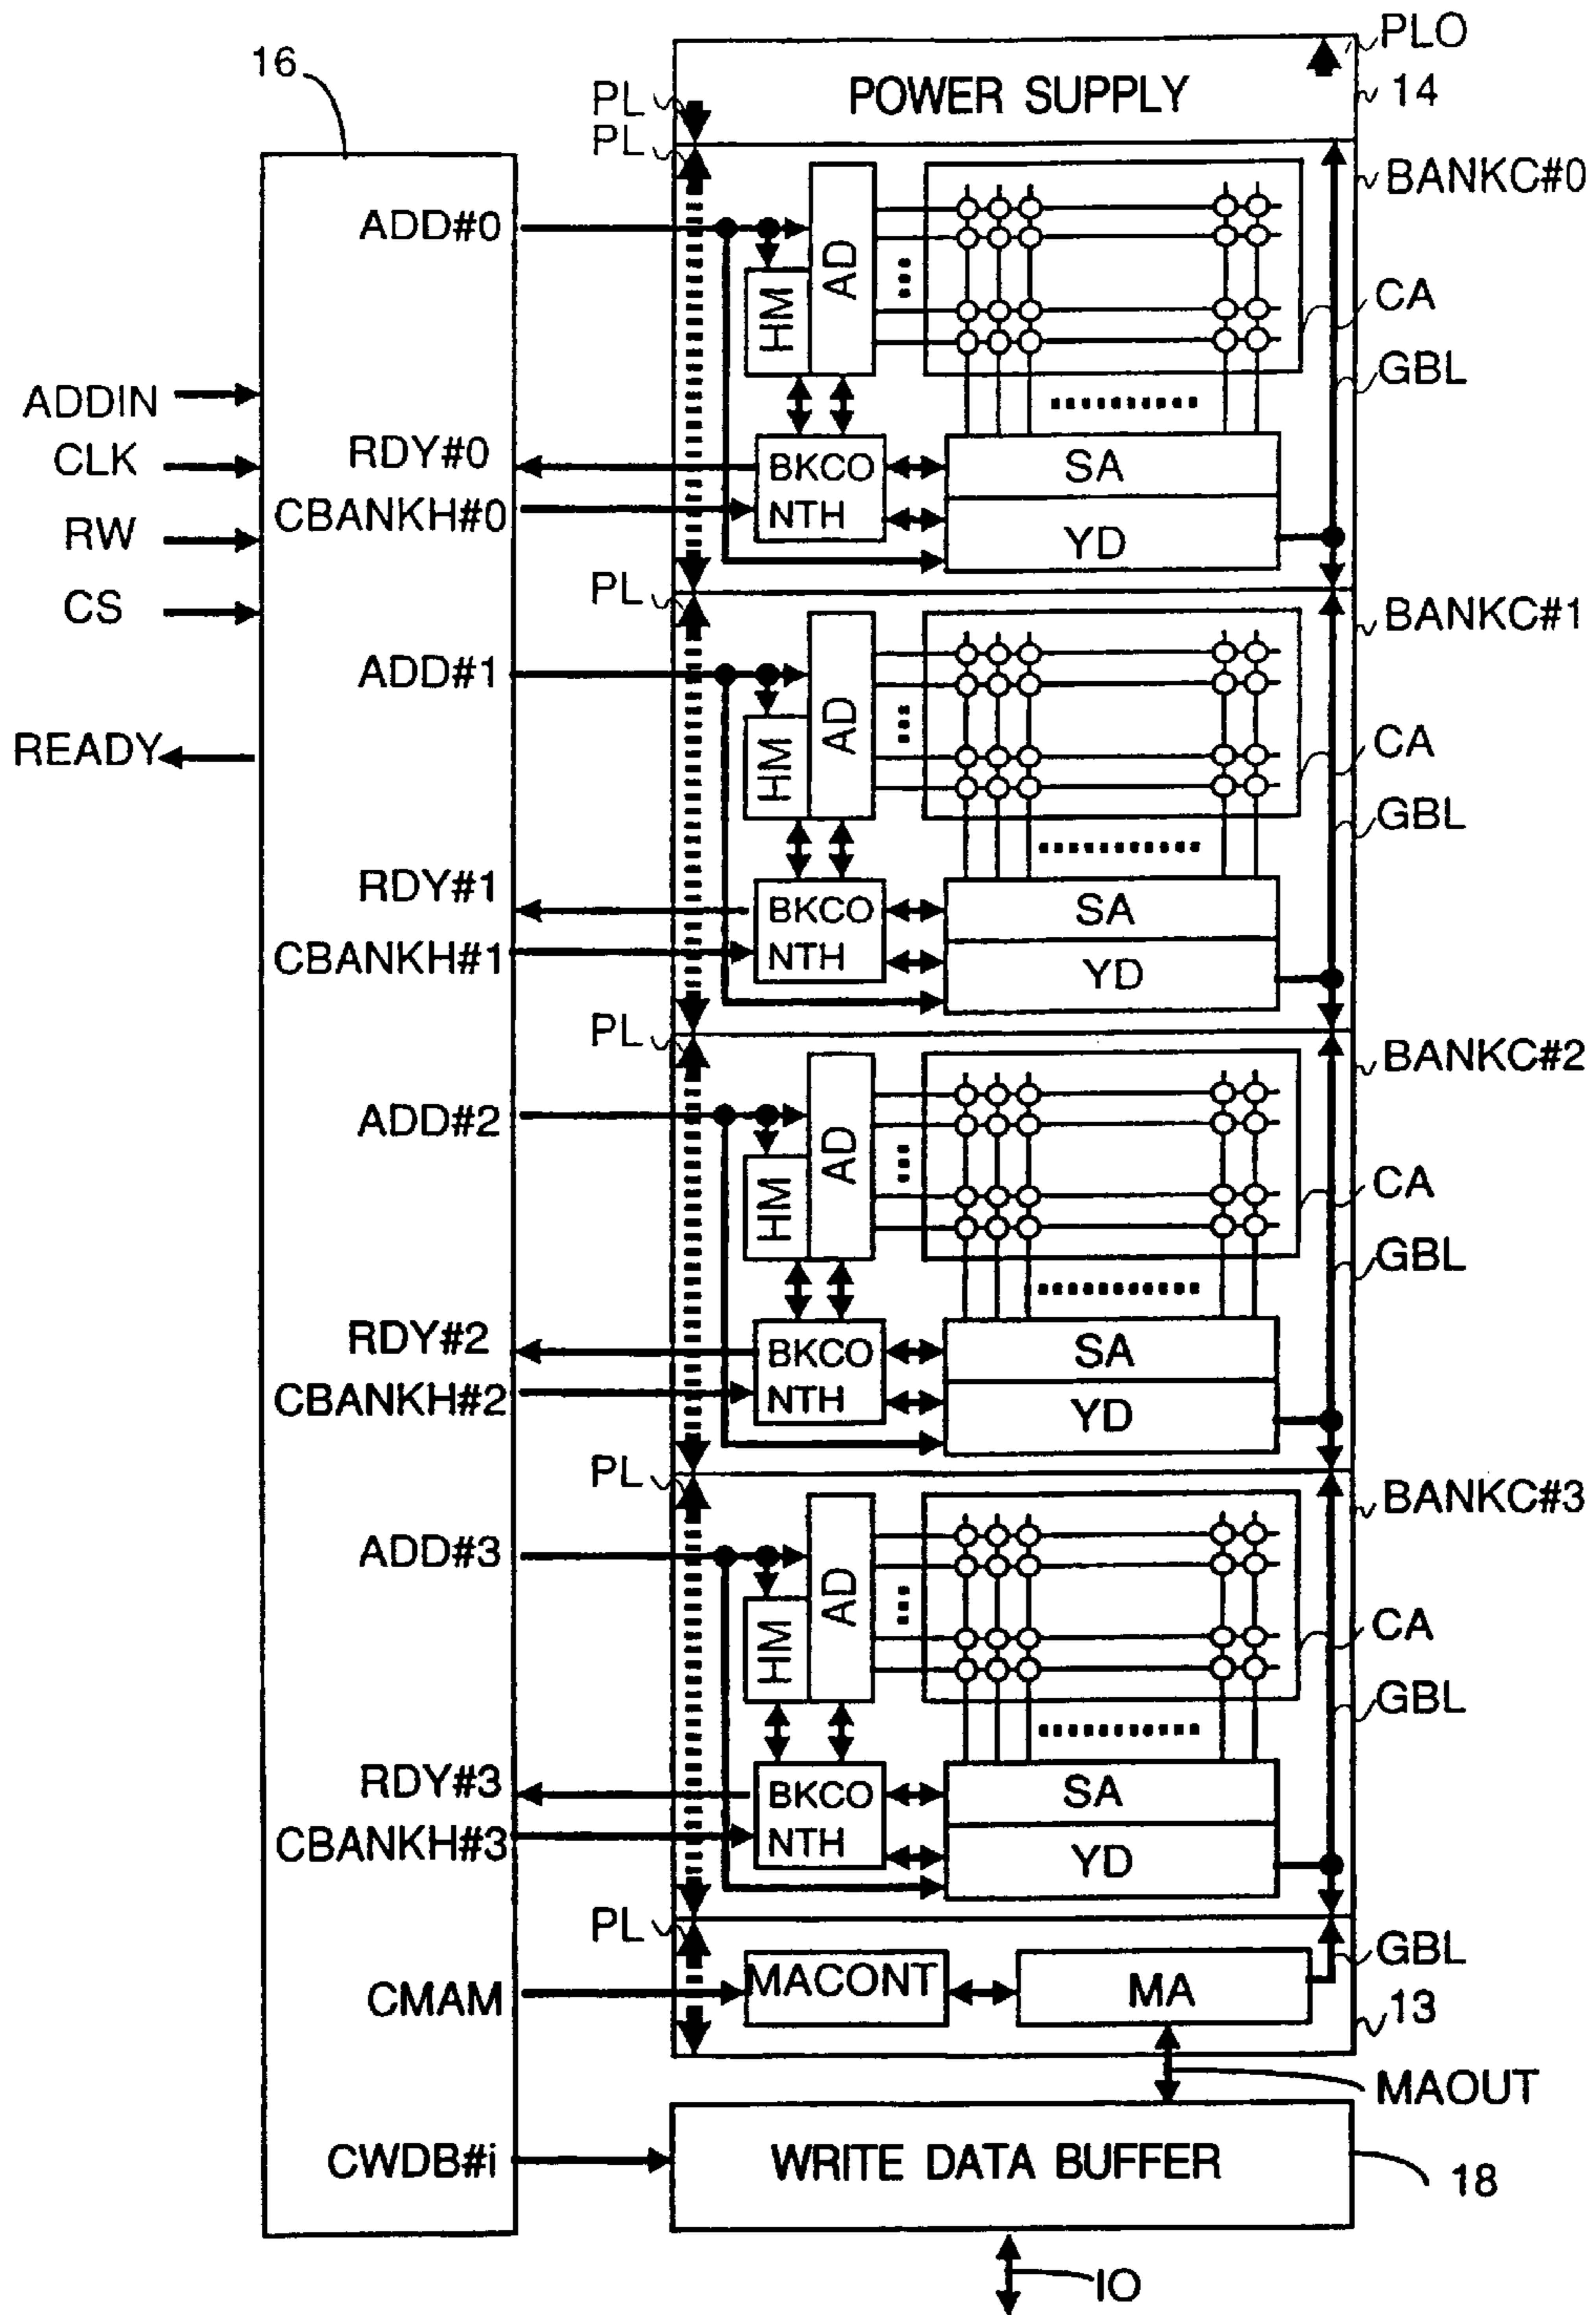 PLO
16
POWER SUPPLY
14
PL
PL
BANKC#0
ADD#0
AD
HM
CA
GBL
ADDIN
CLK
RDY#0
BKCO
NTH
SA
CBANKH#0
YD
RW
CS
PL
BANKC#1
ADD#1
AD
HM
CA
READY
GBL
RDY#1
BKCO
NTH
SA
CBANKH#1
YD
PL
BANKC#2
ADD#2
AD
HM
CA
GBL
RDY#2
BKCO
NTH
SA
CBANKH#2
YD
PL
BANKC#3
ADD#3
AD
HM
CA
GBL
RDY#3
BKCO
NTH
SA
CBANKH#3
YD
PL
GBL
CMAM
MACONT
MA
13
MAOUT
CWDB#i
WRITE DATA BUFFER
18
IO